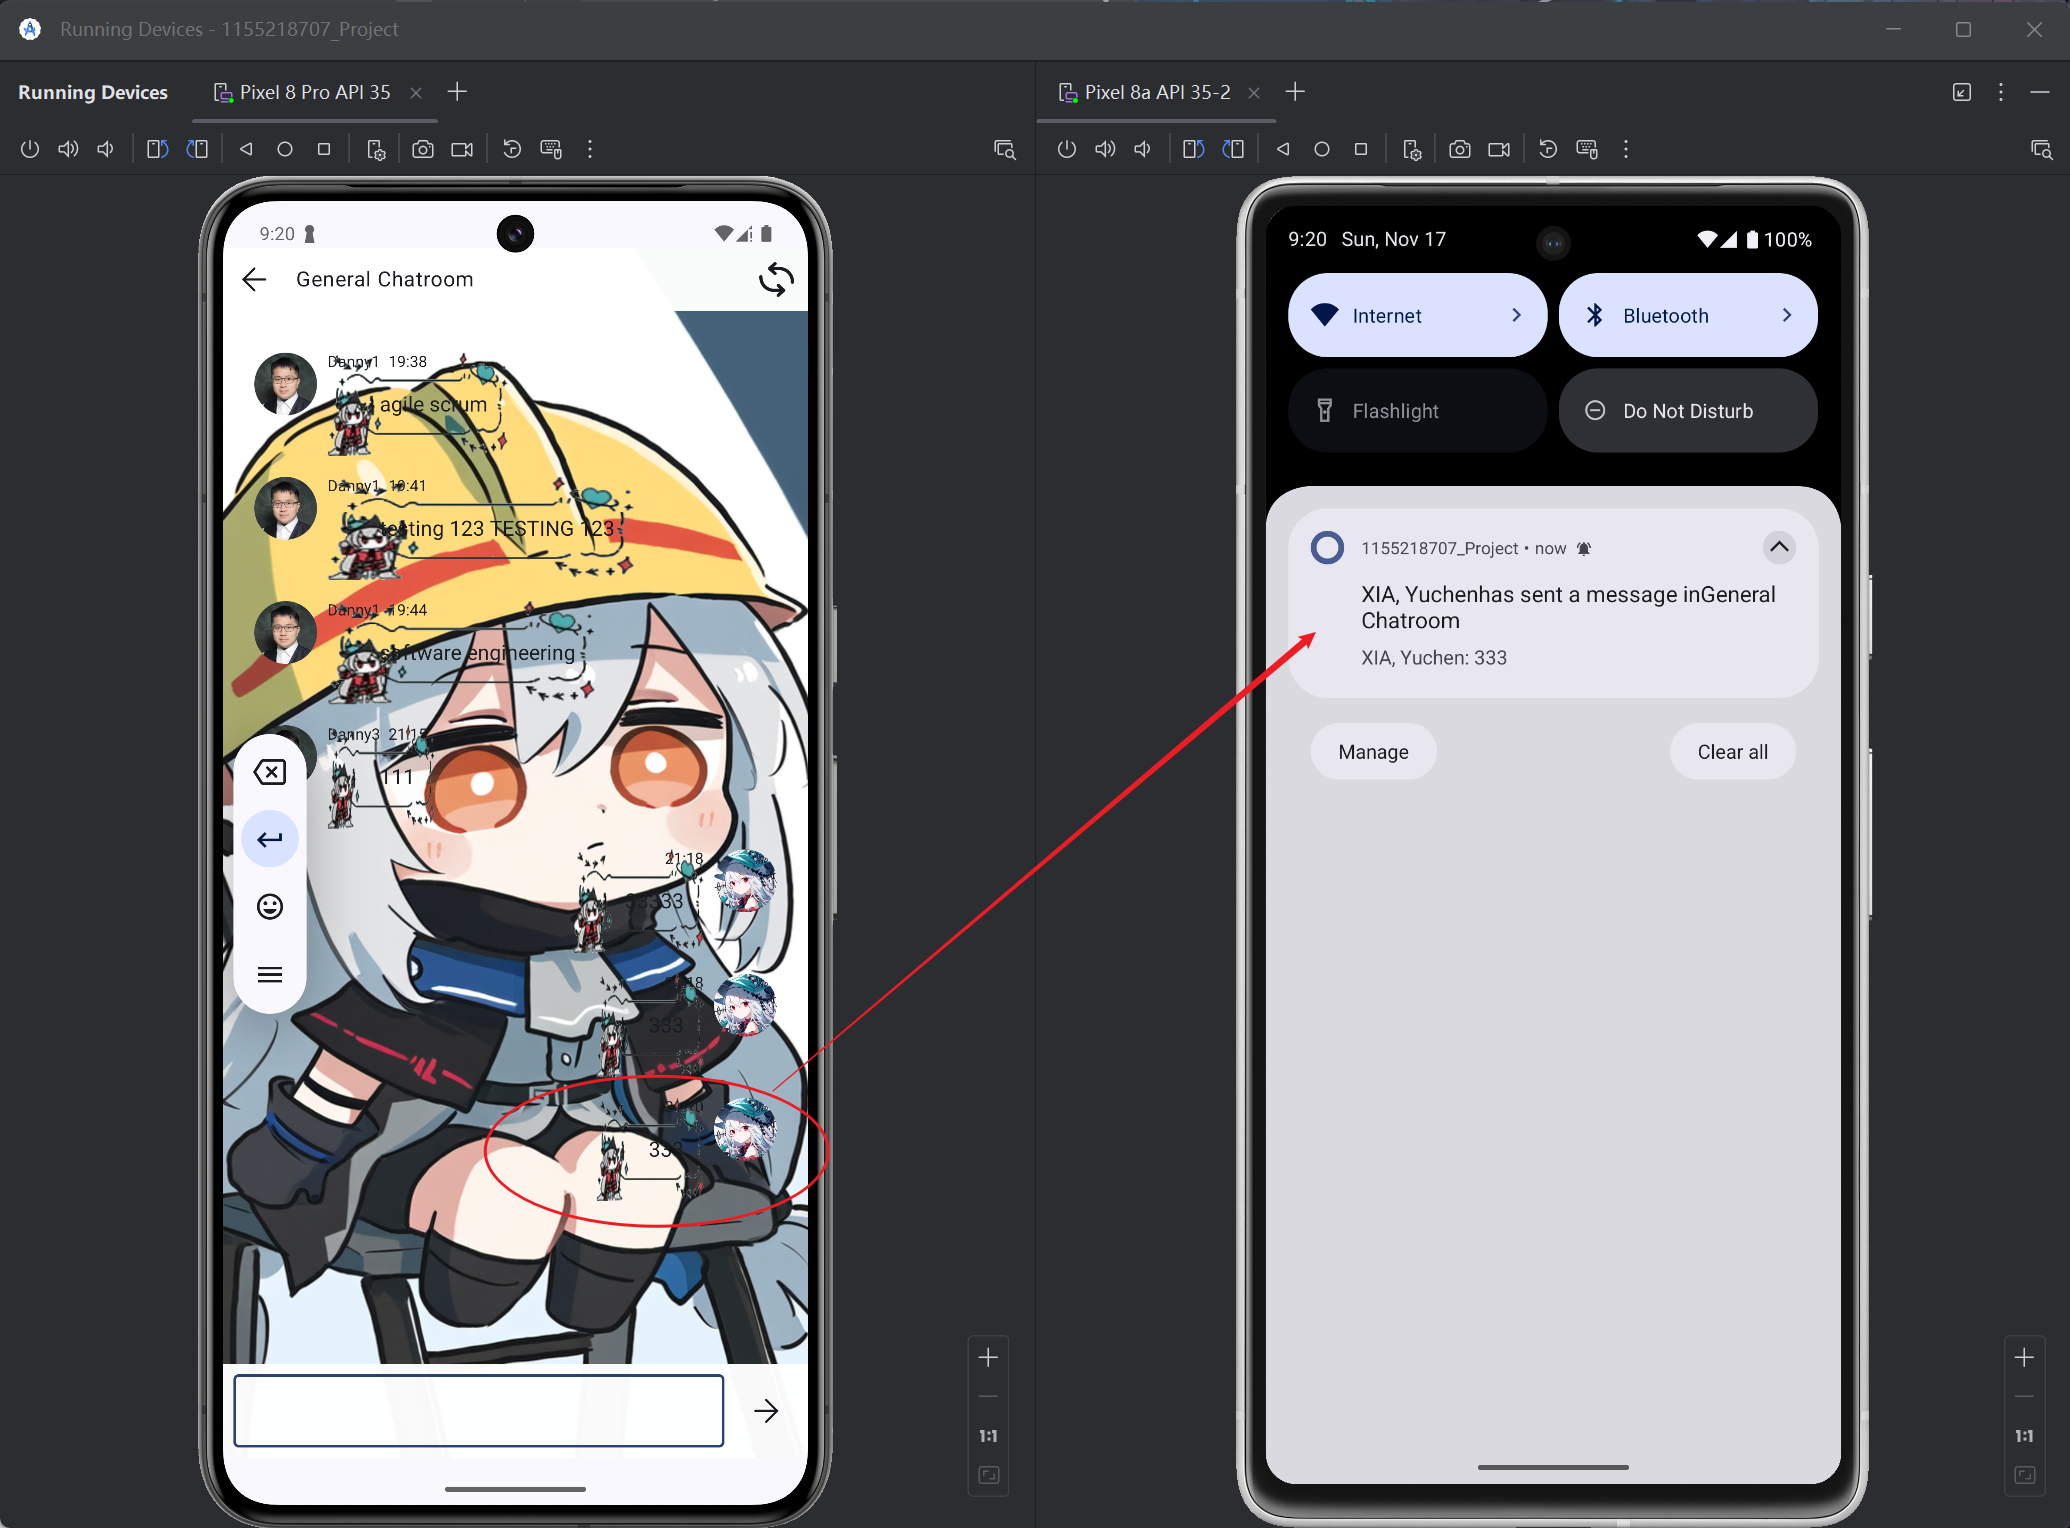 Running Devices - 1155218707_Project
Running Devices
Pixel 8 Pro API 35
Pixel 8a API 35-2
9:20
General Chatroom
Danny1 19:38
agile scrum
Danny1 19:41
testing 123 TESTING 123
Danny1 19:44
software engineering
Danny3 21:15
111
21:18
33333
333
333
1:1
9:20 Sun, Nov 17
100%
Internet
Bluetooth
Flashlight
Do Not Disturb
1155218707_Project • now
XIA, Yuchenhas sent a message inGeneral
Chatroom
XIA, Yuchen: 333
Manage
Clear all
1:1